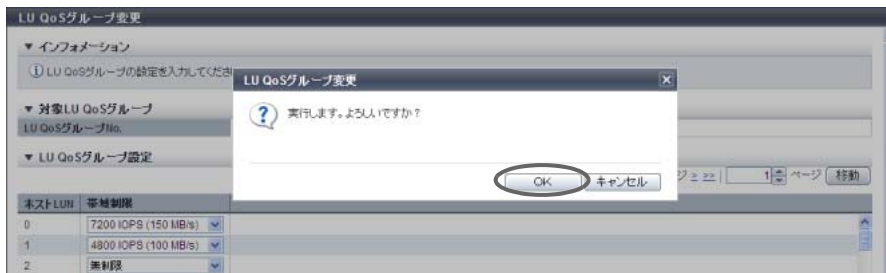 LU QoSグループ変更
▼ インフォメーション
LU QoSグループの設定を入力してくださ
LU QoSグループ変更
実行します。よろしいですか?
▼ 対象LU QoSグループ
LU QoSグループNo.
▼ LU QoSグループ設定
OK キャンセル
ジ > >> | 1 ページ 移動
ホストLUN 帯域制限
0 7200 IOPS (150 MB/s)
1 4800 IOPS (100 MB/s)
2 無制限